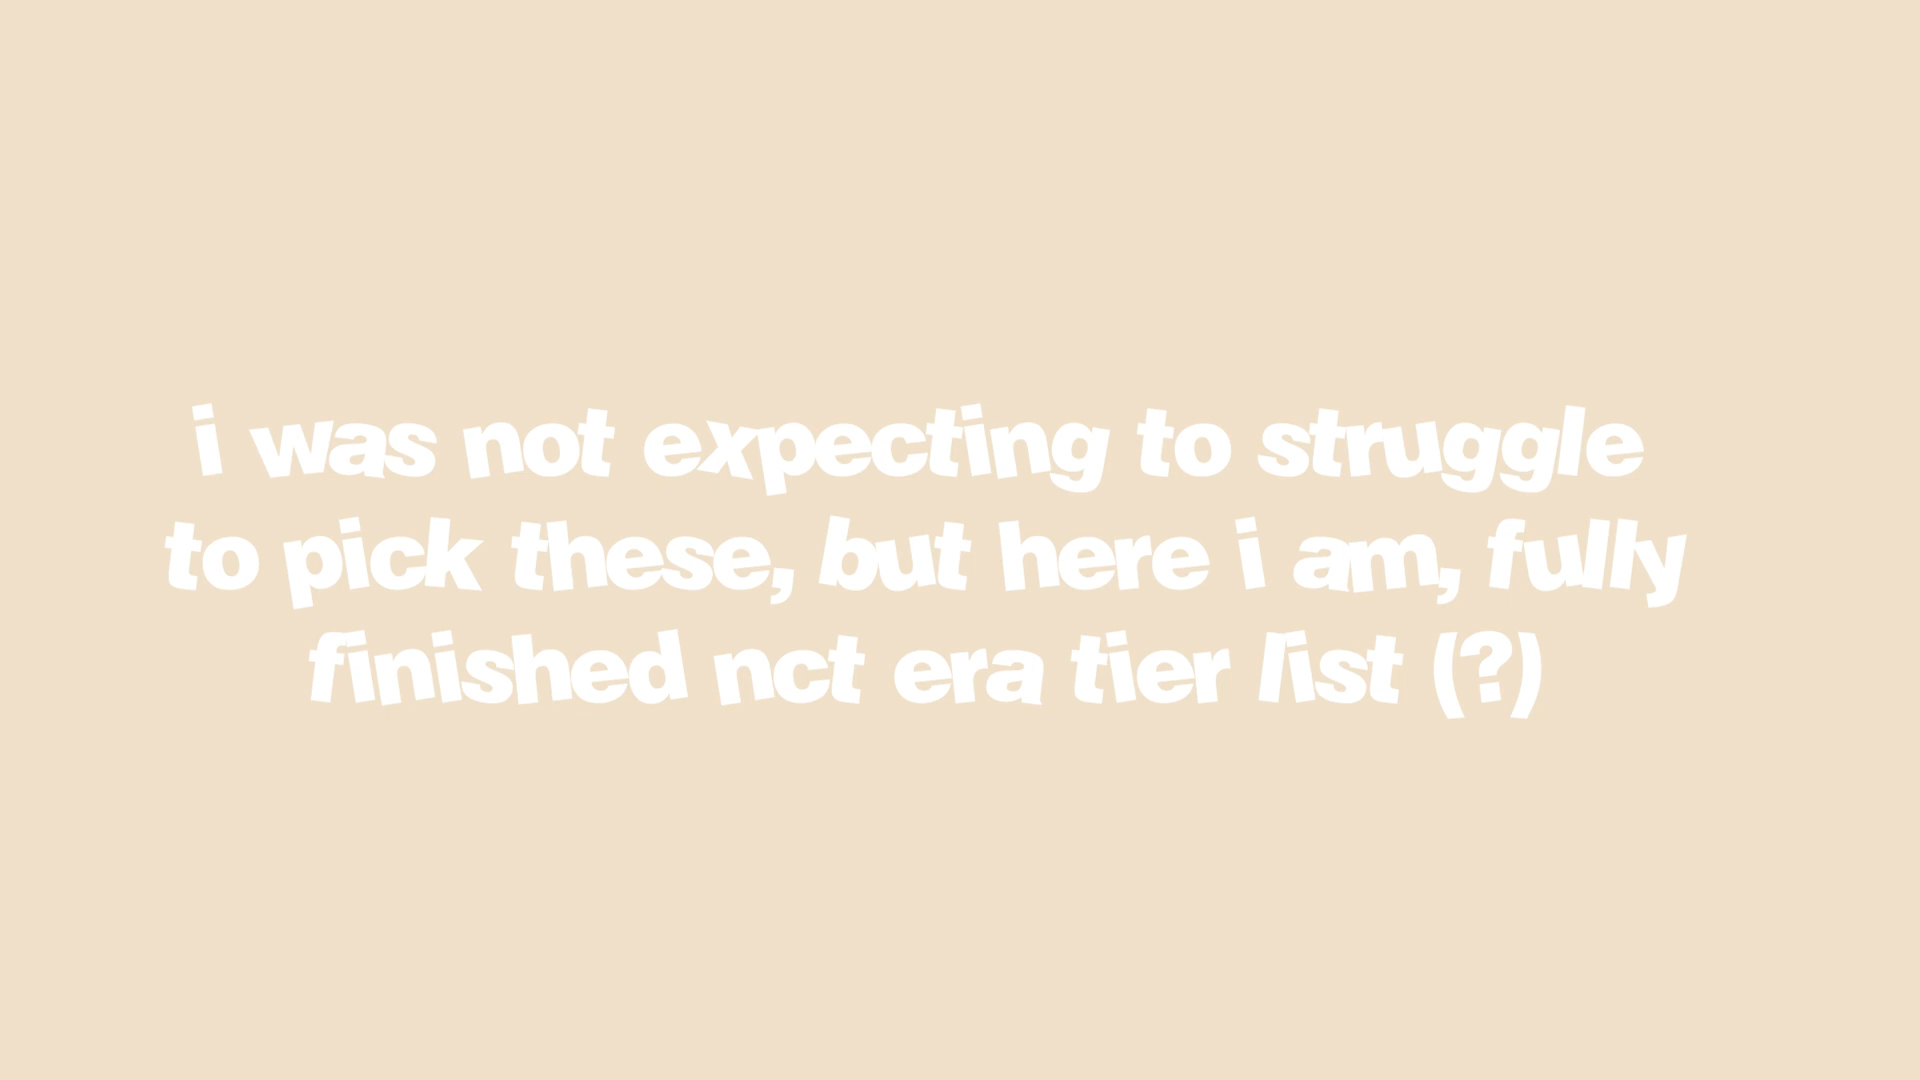 i was not expecting to struggle
to pick these, but here i am, fully
finished nct era tier list (?)